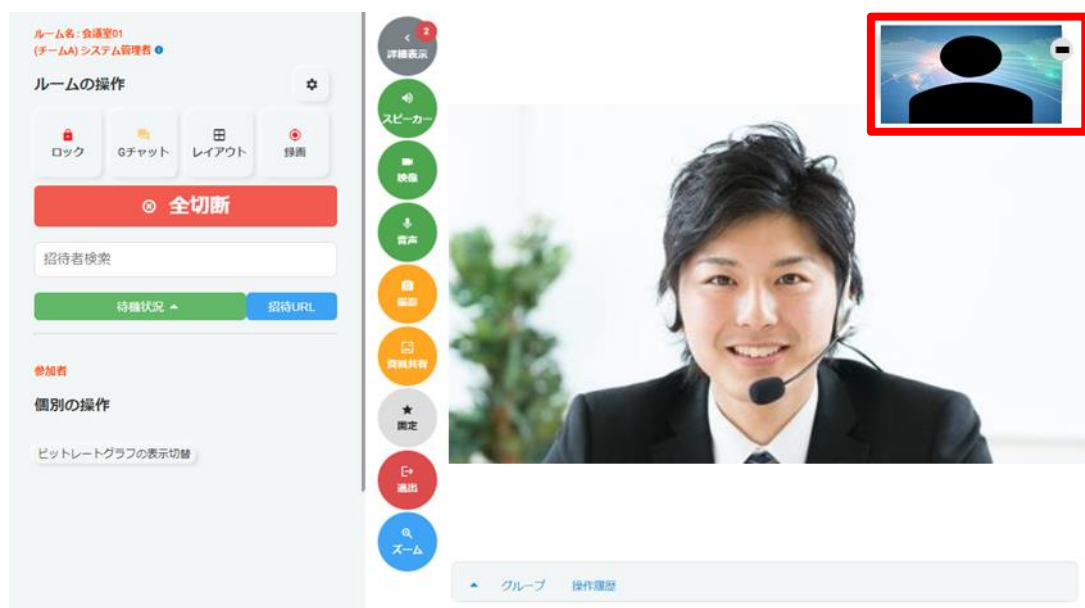 ルーム名 : 会議室01
(チームA) システム管理者
ルームの操作
ロック
Gチャット
レイアウト
録画
全切断
招待者検索
待機状況
招待URL
参加者
個別の操作
ビットレートグラフの表示切替
2
詳細表示
スピーカー
映像
音声
撮影
資料共有
固定
退出
ズーム
グループ
操作履歴